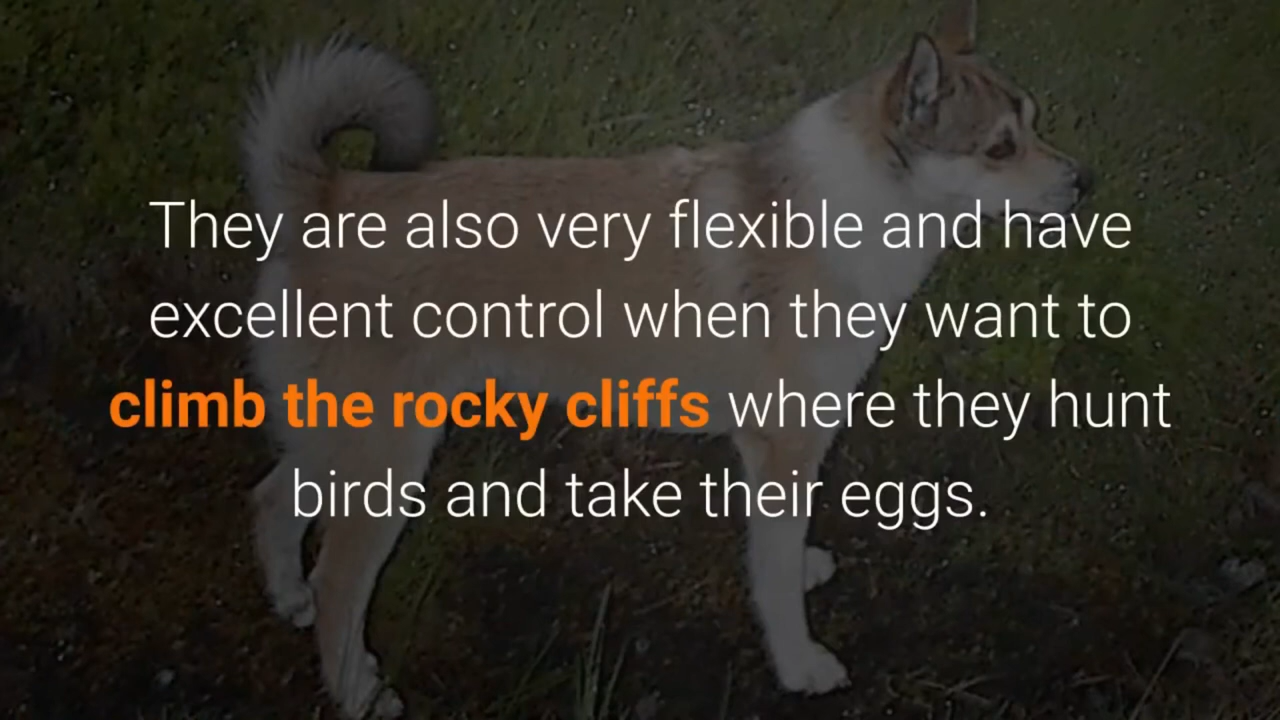 They are also very flexible and have
excellent control when they want to
climb the rocky cliffs where they hunt
birds and take their eggs.